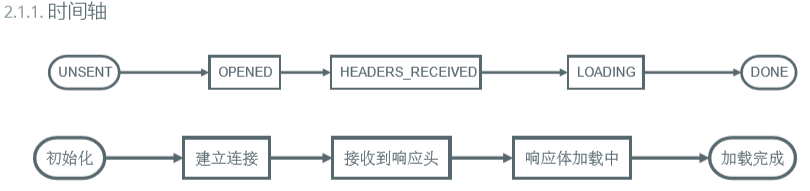 2.1.1. 时间轴
UNSENT OPENED HEADERS_RECEIVED LOADING DONE
初始化 建立连接 接收到响应头 响应体加载中 加载完成